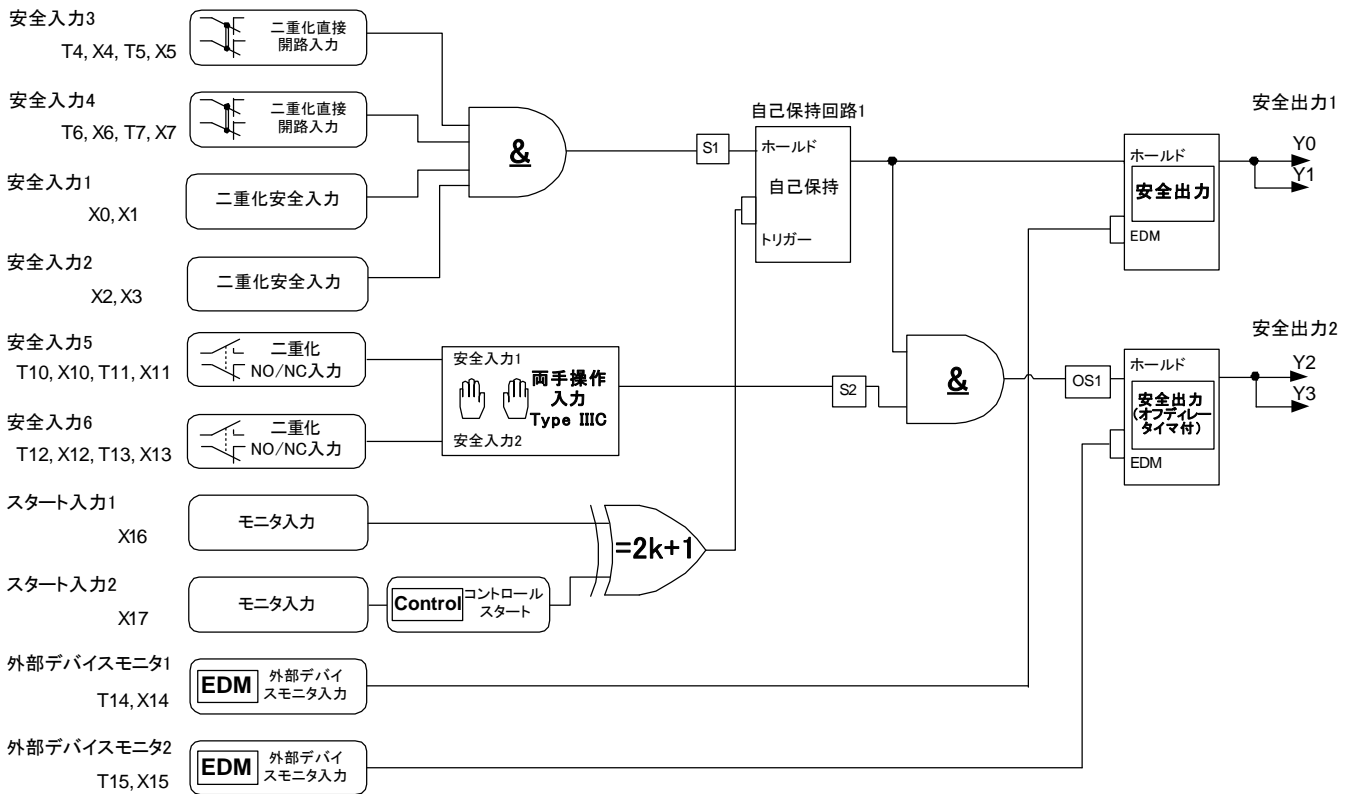 安全入力3
T4, X4, T5, X5
二重化直接
開路入力
安全入力4
T6, X6, T7, X7
二重化直接
開路入力
安全入力1
X0, X1
二重化安全入力
安全入力2
X2, X3
二重化安全入力
&
S1
自己保持回路1
ホールド
自己保持
トリガー
安全出力1
ホールド
安全出力
EDM
Y0
Y1
安全入力5
T10, X10, T11, X11
二重化
NO/NC入力
安全入力6
T12, X12, T13, X13
二重化
NO/NC入力
安全入力1
両手操作
入力
Type IIIC
安全入力2
S2
&
OS1
安全出力2
ホールド
安全出力
(オフディレー
タイマ付)
EDM
Y2
Y3
スタート入力1
X16
モニタ入力
スタート入力2
X17
モニタ入力
Control
コントロール
スタート
=2k+1
外部デバイスモニタ1
T14, X14
EDM
外部デバイ
スモニタ入力
外部デバイスモニタ2
T15, X15
EDM
外部デバイ
スモニタ入力